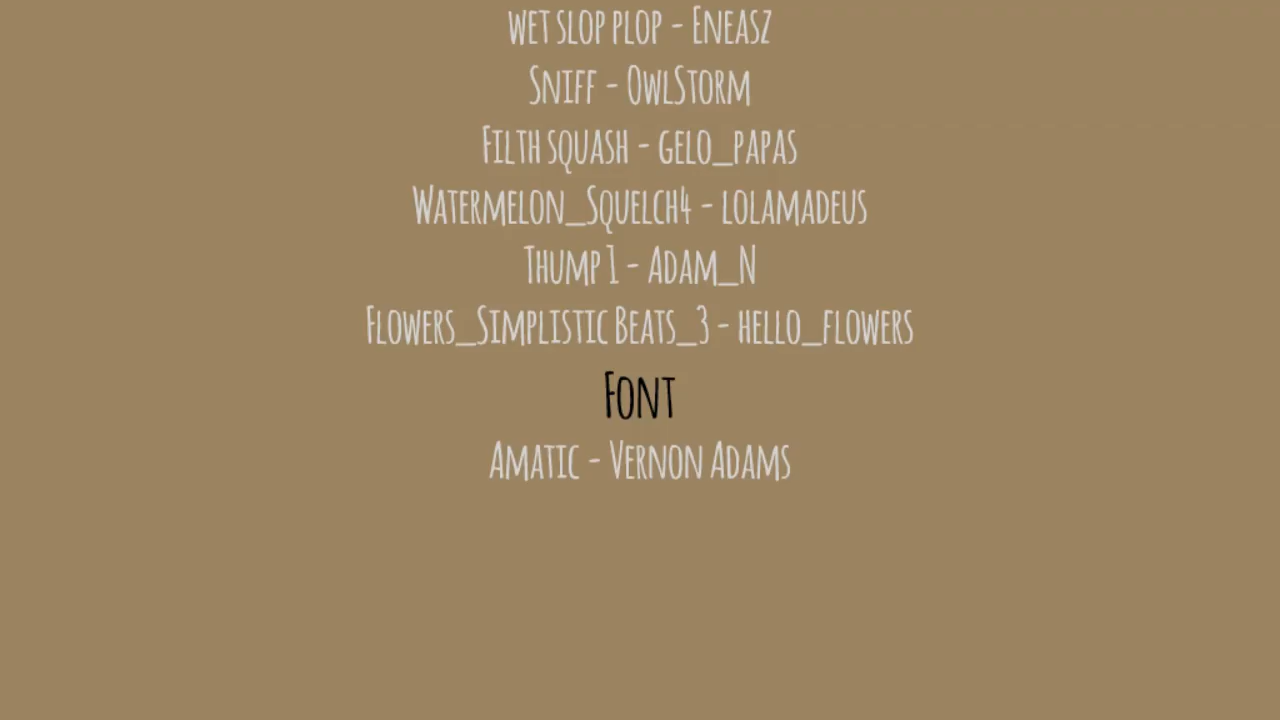 wet slop plop - Eneasz
Sniff - OwlStorm
Filth squash - gelo_papas
Watermelon_Squelch4 - lolamadeus
Thump 1 - Adam_N
Flowers_Simplistic Beats_3 - hello_flowers
Font
Amatic - Vernon Adams